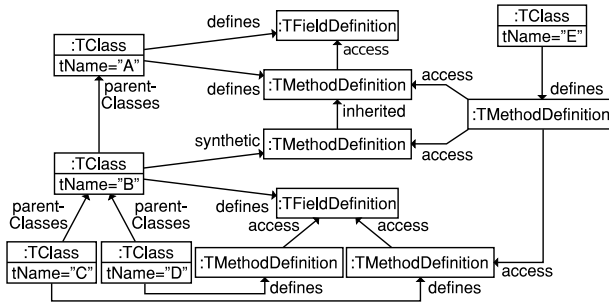 defines
:TFieldDefinition
:TClass
tName="E"
:TClass
tName="A"
access
defines
:TMethodDefinition
access
defines
parent-
Classes
inherited
:TMethodDefinition
synthetic
:TMethodDefinition
access
:TClass
tName="B"
defines
:TFieldDefinition
parent-
Classes
parent-
Classes
access
access
:TClass
tName="C"
:TClass
tName="D"
:TMethodDefinition
:TMethodDefinition
access
defines
defines